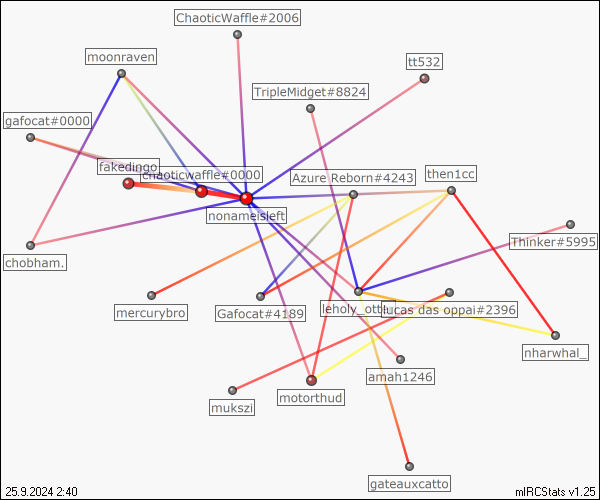 ChaoticWaffle#2006
moonraven
tt532
TripleMidget#8824
gafocat#0000
fakedingo
chaoticwaffle#0000
Azure Reborn#4243
then1cc
nonameisleft
Thinker#5995
chobham.
mercurybro
Gafocat#4189
leholy_ott
lucas das oppai#2396
nharwhal_
amah1246
motorthud
mukszi
gateauxcatto
25.9.2024 2:40
mIRCStats v1.25